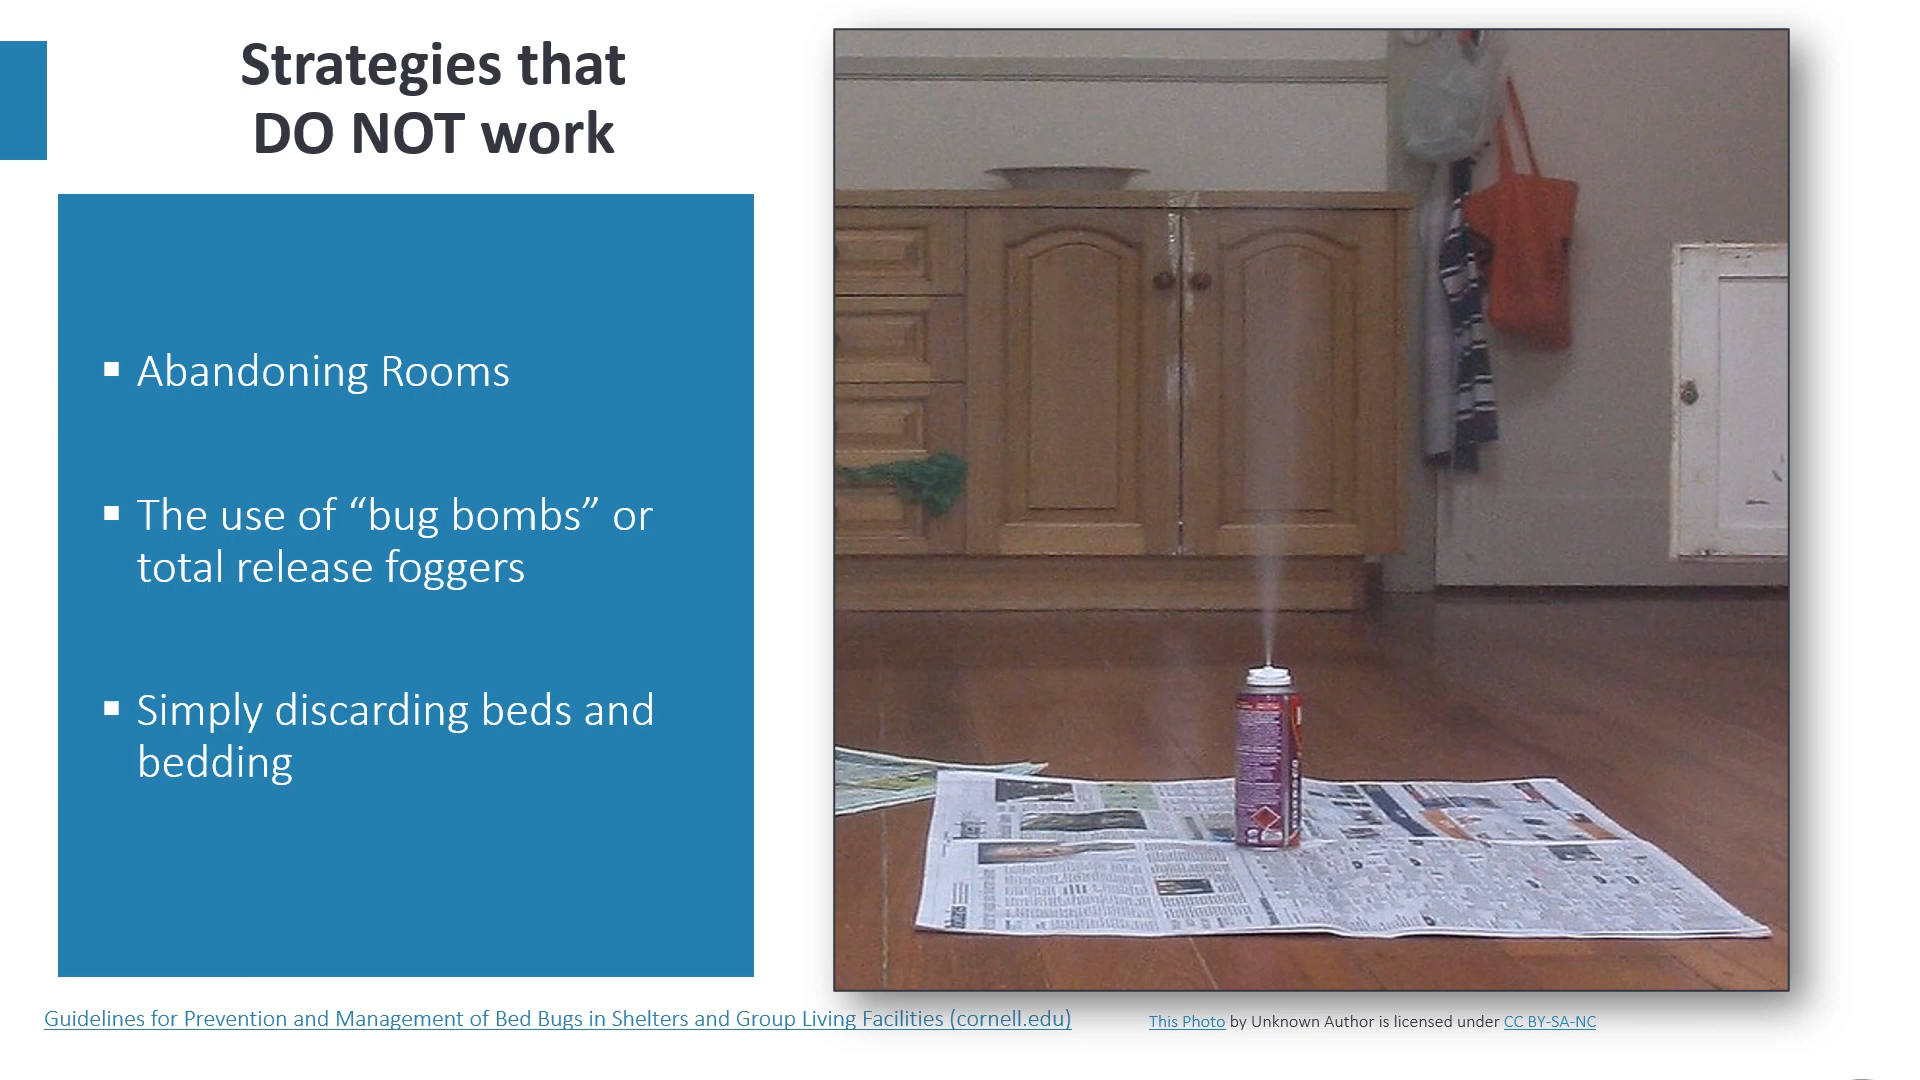 Strategies that
DO NOT work
▪ Abandoning Rooms
▪ The use of “bug bombs” or
total release foggers
▪ Simply discarding beds and
bedding
Guidelines for Prevention and Management of Bed Bugs in Shelters and Group Living Facilities (cornell.edu)
This Photo by Unknown Author is licensed under CC BY-SA-NC